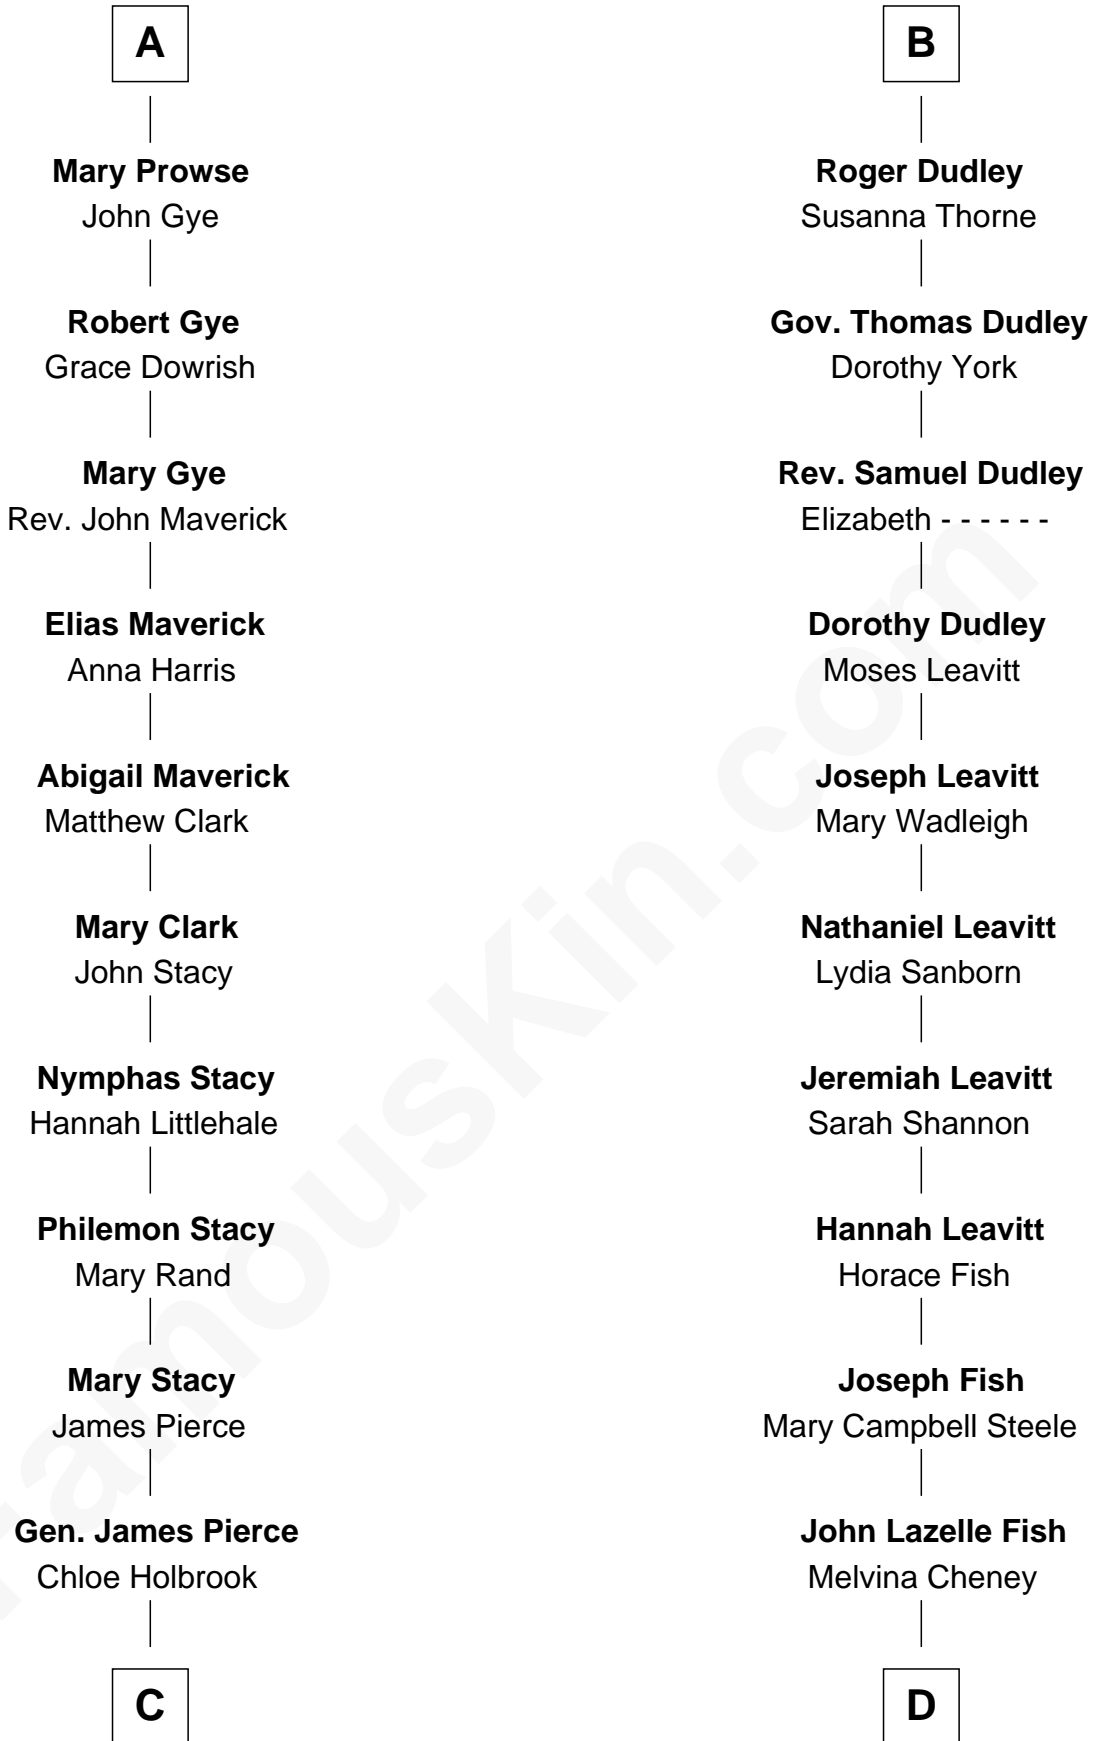 A
Mary Prowse
John Gye
Robert Gye
Grace Dowrish
Mary Gye
Rev. John Maverick
Elias Maverick
Anna Harris
Abigail Maverick
Matthew Clark
Mary Clark
John Stacy
Nymphas Stacy
Hannah Littlehale
Philemon Stacy
Mary Rand
Mary Stacy
James Pierce
Gen. James Pierce
Chloe Holbrook
C
B
Roger Dudley
Susanna Thorne
Gov. Thomas Dudley
Dorothy York
Rev. Samuel Dudley
Elizabeth - - - - - -
Dorothy Dudley
Moses Leavitt
Joseph Leavitt
Mary Wadleigh
Nathaniel Leavitt
Lydia Sanborn
Jeremiah Leavitt
Sarah Shannon
Hannah Leavitt
Horace Fish
Joseph Fish
Mary Campbell Steele
John Lazelle Fish
Melvina Cheney
D
FamousKin.com